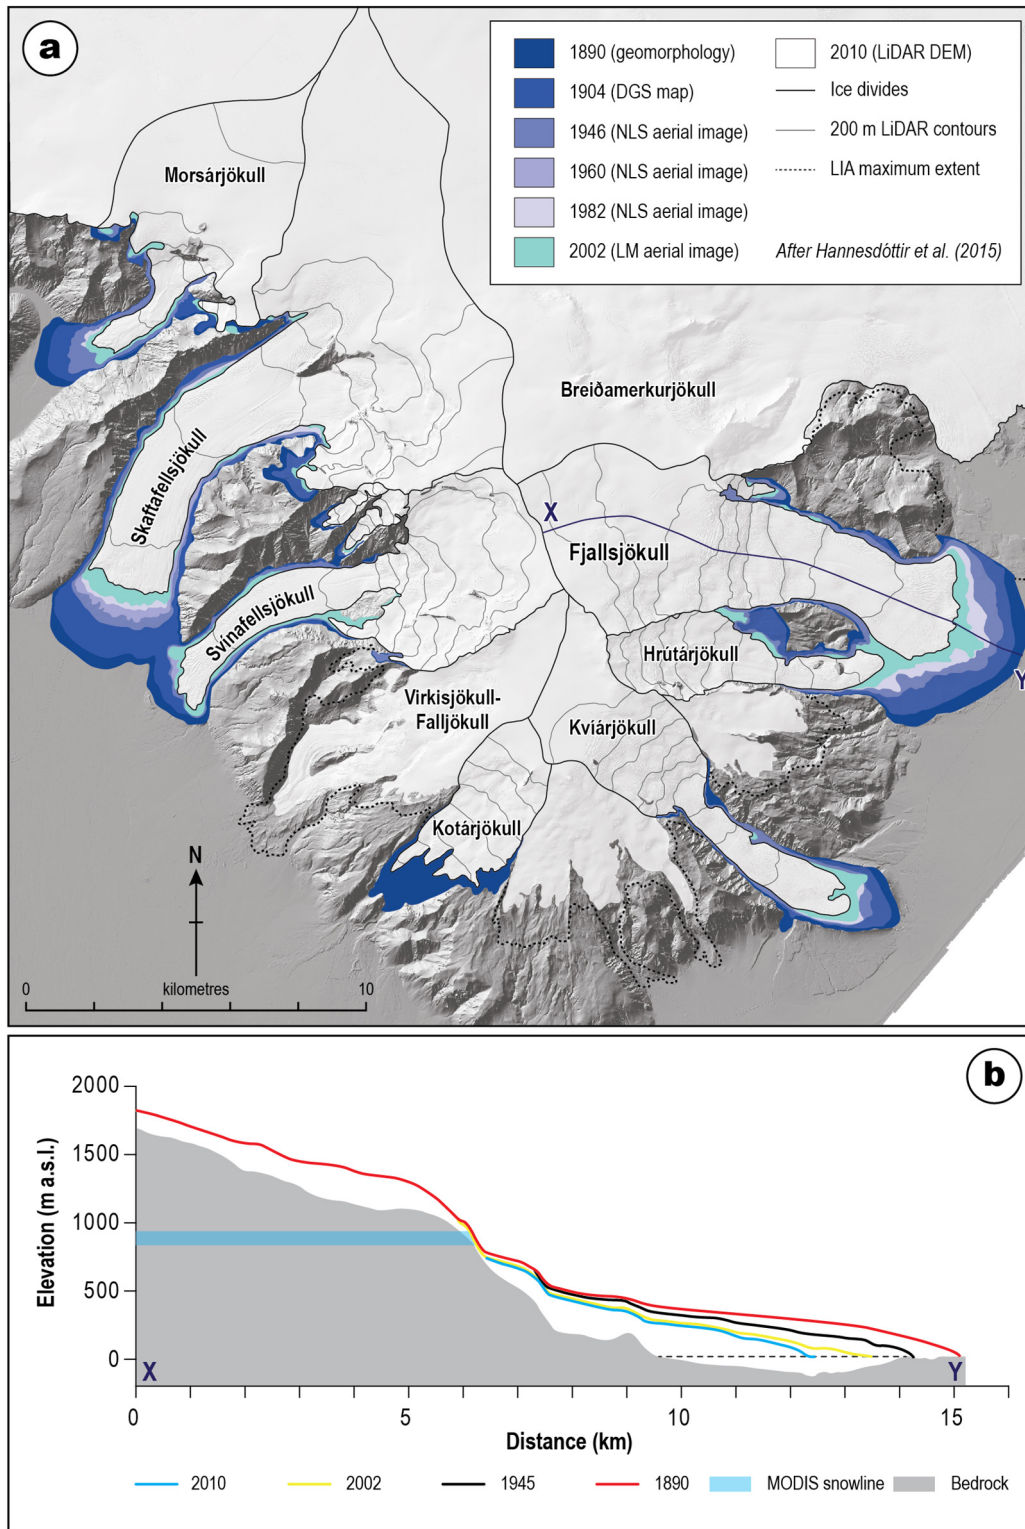 a
1890 (geomorphology)
1904 (DGS map)
1946 (NLS aerial image)
1960 (NLS aerial image)
1982 (NLS aerial image)
2002 (LM aerial image)
2010 (LiDAR DEM)
Ice divides
200 m LiDAR contours
LIA maximum extent
After Hannesdóttir et al. (2015)
Morsárjökull
Breiðamerkurjökull
Skaftafellsjökull
X
Fjallsjökull
Svínafellsjökull
Hrútárjökull
Y
Virkisjökull-
Falljökull
Kvíárjökull
Kotárjökull
N
0
kilometres
10
b
2000
1500
1000
500
0
Elevation (m a.s.l.)
X
Y
0
5
10
15
Distance (km)
2010
2002
1945
1890
MODIS snowline
Bedrock